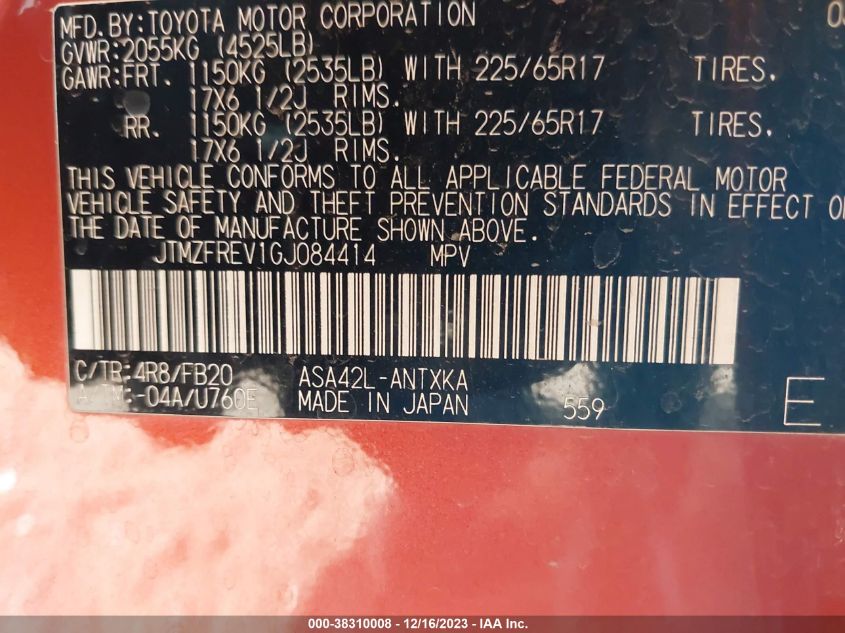 MFD.BY:TOYOTA MOTOR CORPORATION
GVWR:2055KG (4525LB)
GAWR:FRT. 1150KG (2535LB) WITH 225/65R17 TIRES.
17X6 1/2J RIMS.
RR. 1150KG (2535LB) WITH 225/65R17 TIRES.
17X6 1/2J RIMS.
THIS VEHICLE CONFORMS TO ALL APPLICABLE FEDERAL MOTOR
VEHICLE SAFETY AND THEFT PREVENTION STANDARDS IN EFFECT
THE DATE OF MANUFACTURE SHOWN ABOVE.
JTMZFREV1GJ084414 MPV
C/TR:4R8/FB20 ASA42L-ANTXKA
A/TM:-04A/U760E MADE IN JAPAN 559 E
000-38310008 - 12/16/2023 - IAA Inc.